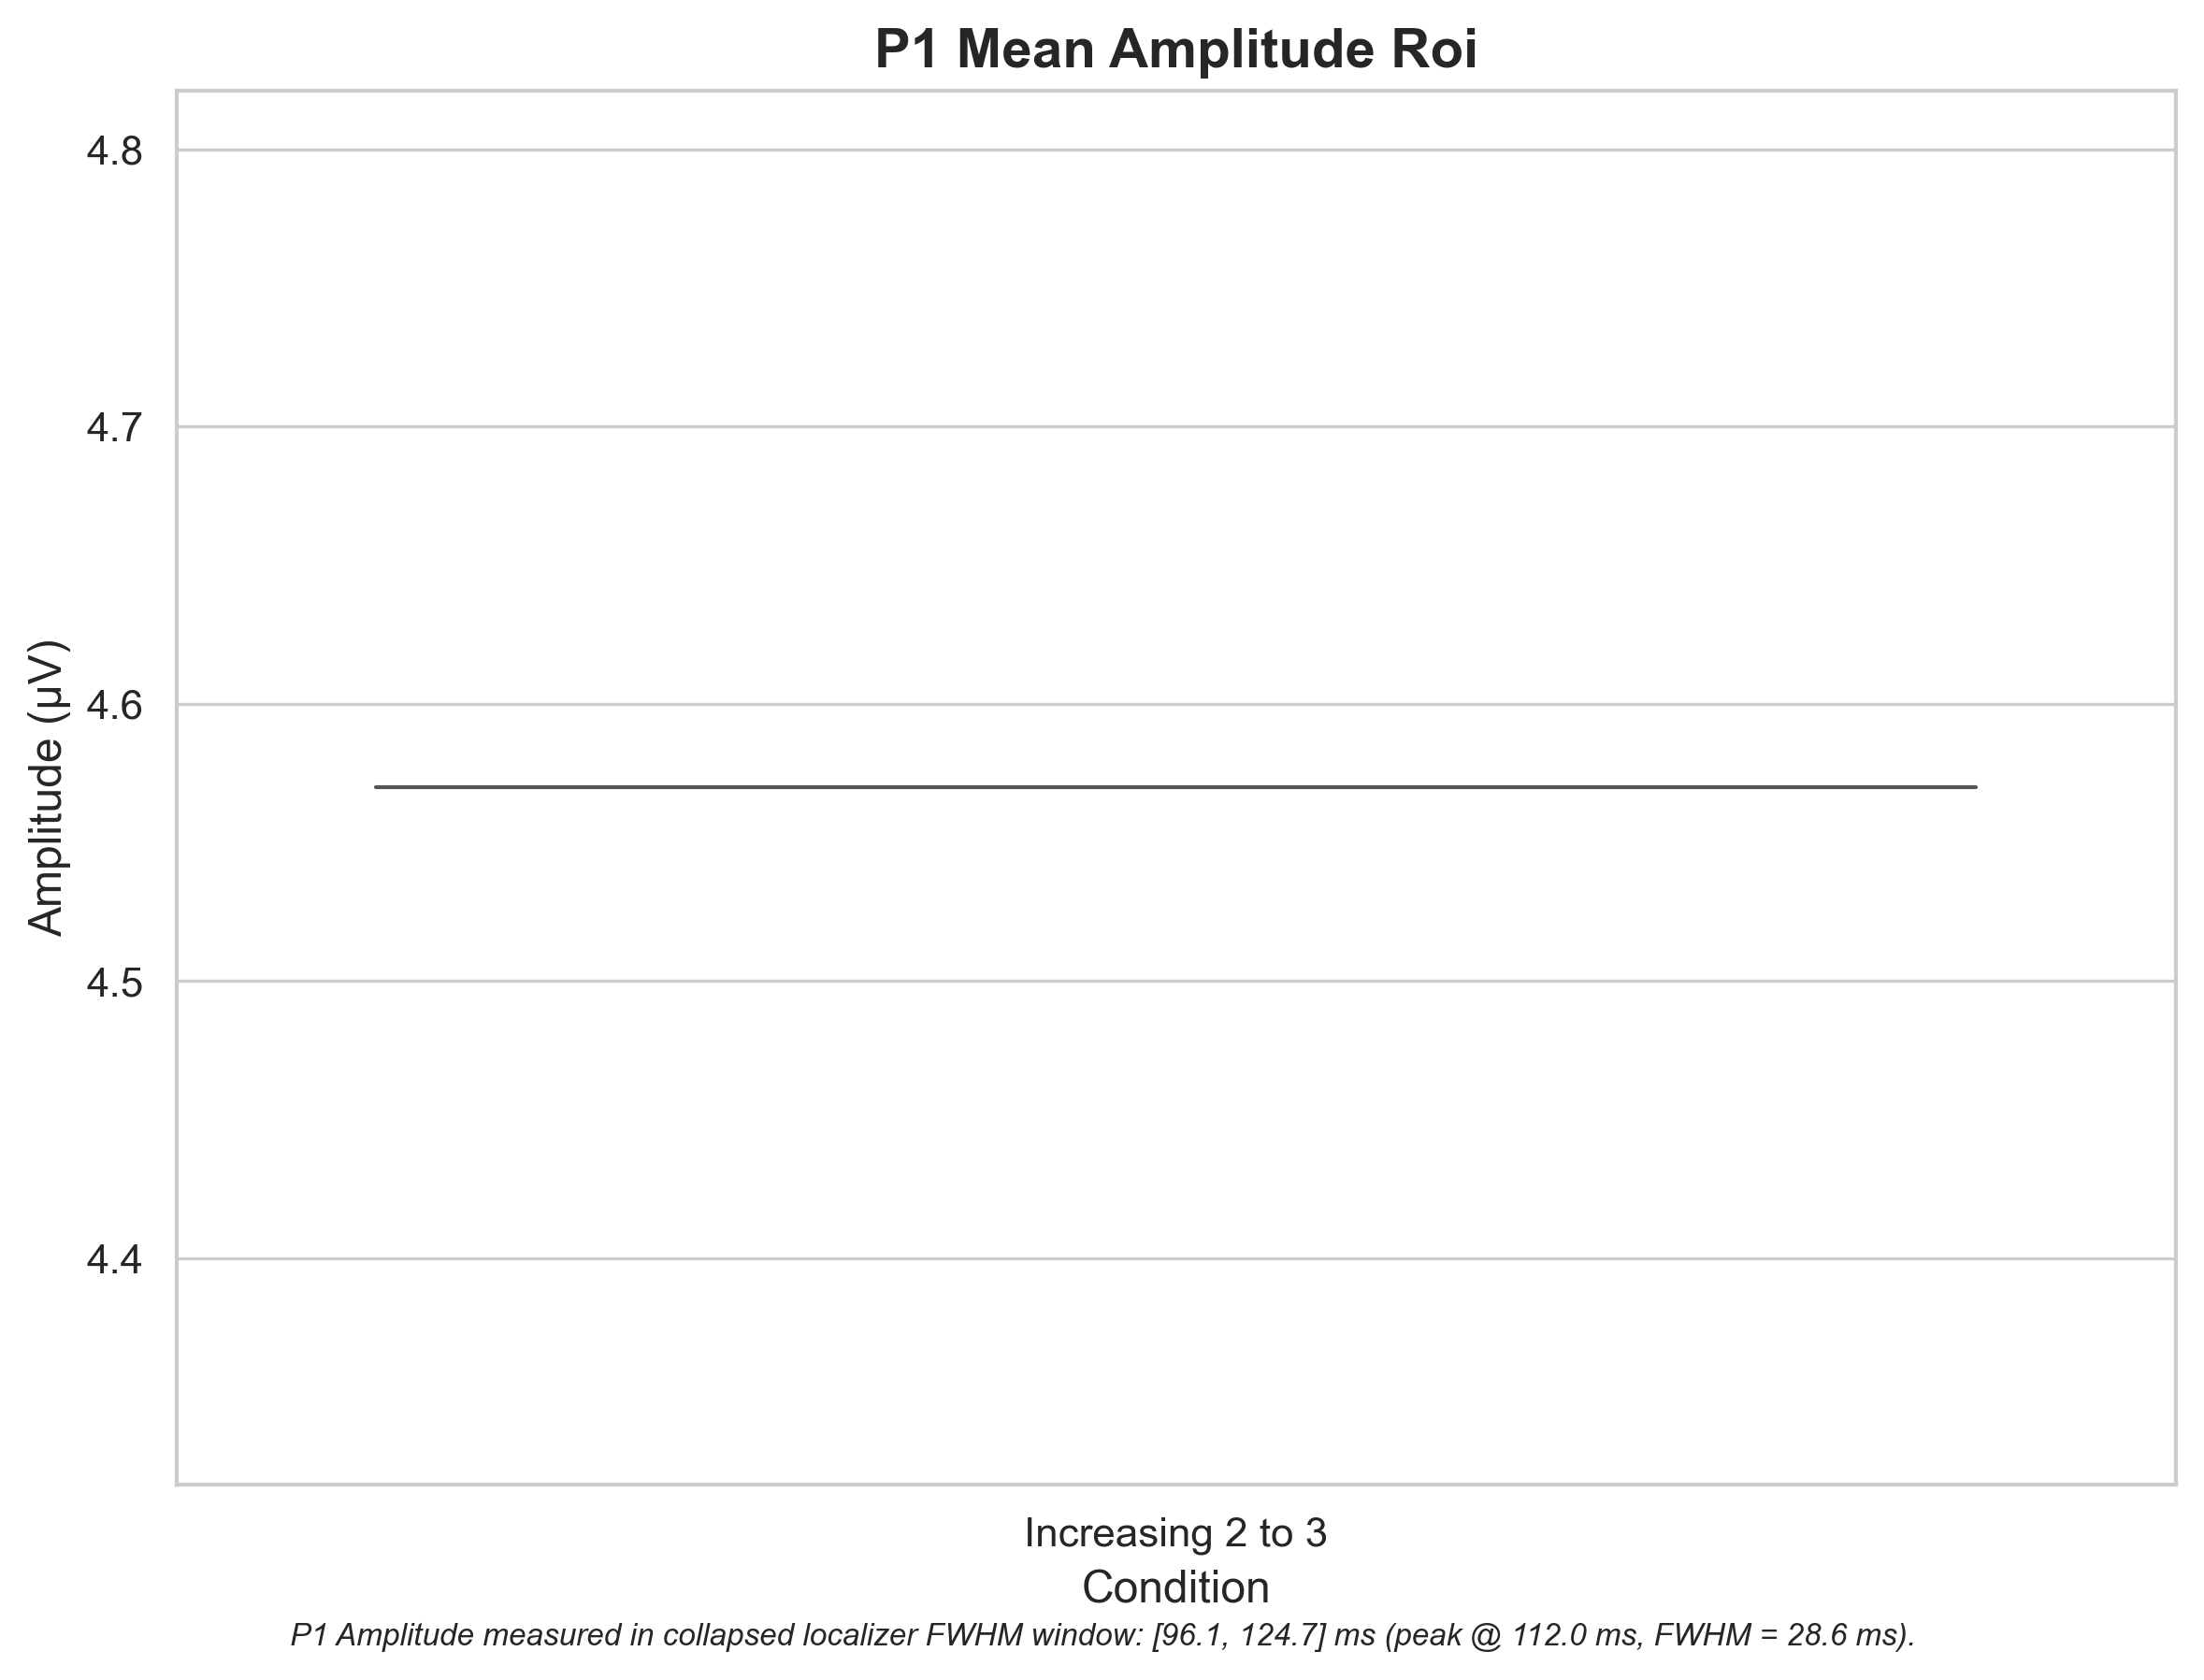 P1 Mean Amplitude Roi
4.8
4.7
4.6
4.5
4.4
Amplitude (µV)
Increasing 2 to 3
Condition
P1 Amplitude measured in collapsed localizer FWHM window: [96.1, 124.7] ms (peak @ 112.0 ms, FWHM = 28.6 ms).